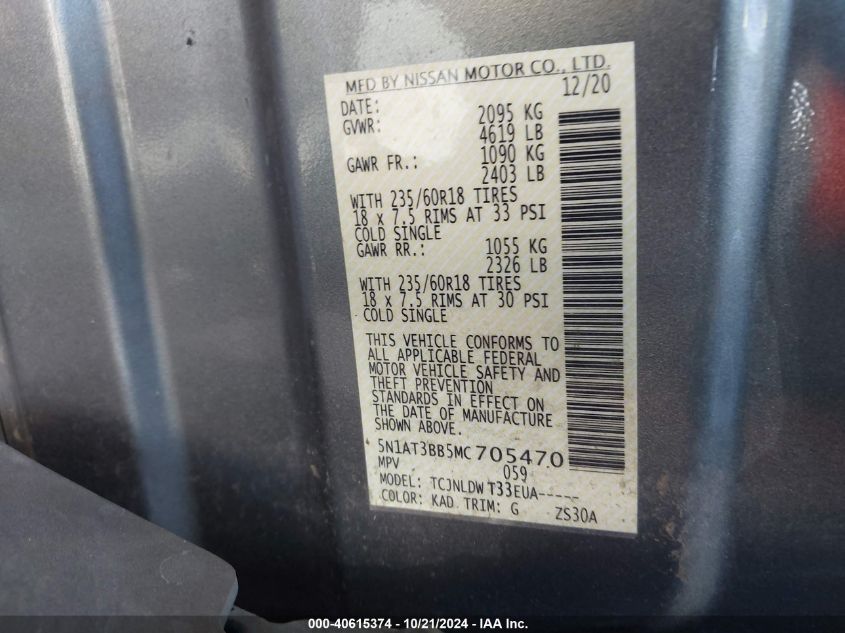 MFD BY NISSAN MOTOR CO., LTD.
DATE: 12/20
GVWR: 2095 KG
4619 LB
GAWR FR.: 1090 KG
2403 LB
WITH 235/60R18 TIRES
18 x 7.5 RIMS AT 33 PSI
COLD SINGLE
GAWR RR.: 1055 KG
2326 LB
WITH 235/60R18 TIRES
18 x 7.5 RIMS AT 30 PSI
COLD SINGLE
THIS VEHICLE CONFORMS TO
ALL APPLICABLE FEDERAL
MOTOR VEHICLE SAFETY AND
THEFT PREVENTION
STANDARDS IN EFFECT ON
THE DATE OF MANUFACTURE
SHOWN ABOVE.
5N1AT3BB5MC705470
MPV 059
MODEL: TCJNLDWT33EUA-----
COLOR: KAD TRIM: G ZS30A
000-40615374 - 10/21/2024 - IAA Inc.